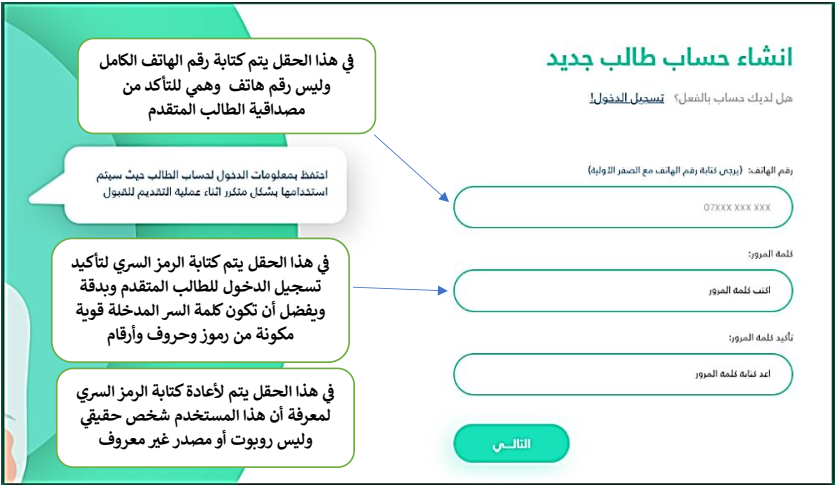 انشاء حساب طالب جديد
هل لديك حساب بالفعل؟ تسجيل الدخول!
رقم الهاتف: (يرجى كتابة رقم الهاتف مع الصفر الأولية)
07XXX XXX XXX
كلمة المرور:
اكتب كلمة المرور
تأكيد كلمة المرور:
اعد كتابة كلمة المرور
التالــي
في هذا الحقل يتم كتابة رقم الهاتف الكامل
وليس رقم هاتف وهمي للتأكد من
مصداقية الطالب المتقدم
احتفظ بمعلومات الدخول لحساب الطالب حيث سيتم
استخدامها بشكل متكرر اثناء عملية التقديم للقبول
في هذا الحقل يتم كتابة الرمز السري لتأكيد
تسجيل الدخول للطالب المتقدم وبدقة
ويفضل أن تكون كلمة السر المدخلة قوية
مكونة من رموز وحروف وأرقام
في هذا الحقل يتم لأعادة كتابة الرمز السري
لمعرفة أن هذا المستخدم شخص حقيقي
وليس روبوت أو مصدر غير معروف